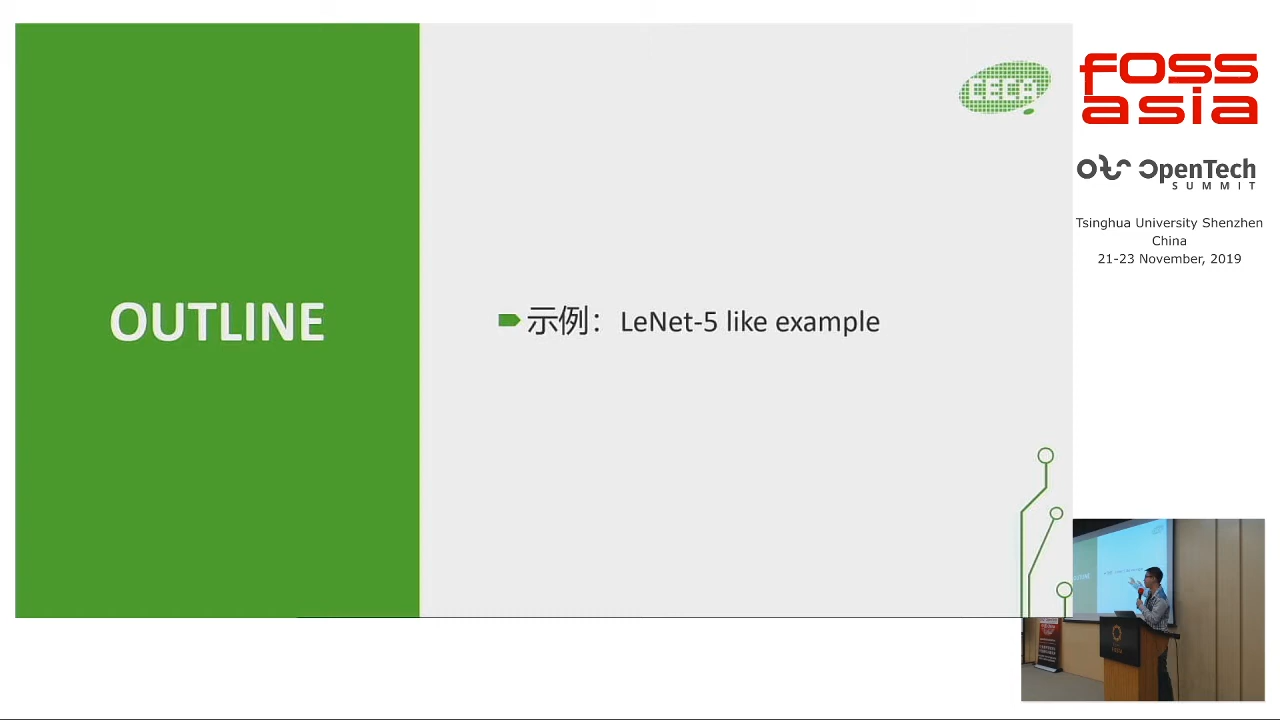 OUTLINE
示例：LeNet-5 like example
foss
asia
OpenTech
SUMMIT
Tsinghua University Shenzhen
China
21-23 November, 2019